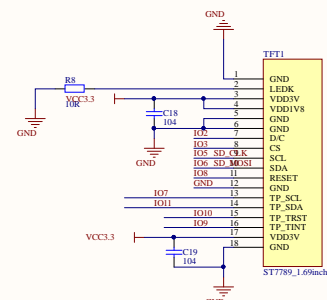 GND
TFT1
1 GND
R8 2 LEDK
VCC3.3 3 VDD3V
10R 4 VDD1V8
C18 5 GND
104 6 GND
IO2 7 D/C
GND IO3 8 CS
IO5 SD_CLK 9 SCL
GND IO6 SD_MOSI 10 SDA
IO8 11 RESET
GND 12 GND
IO7 13 TP_SCL
IO11 14 TP_SDA
IO10 15 TP_TRST
IO9 16 TP_TINT
VCC3.3 17 VDD3V
18 GND
C19
104
ST7789_1.69inch